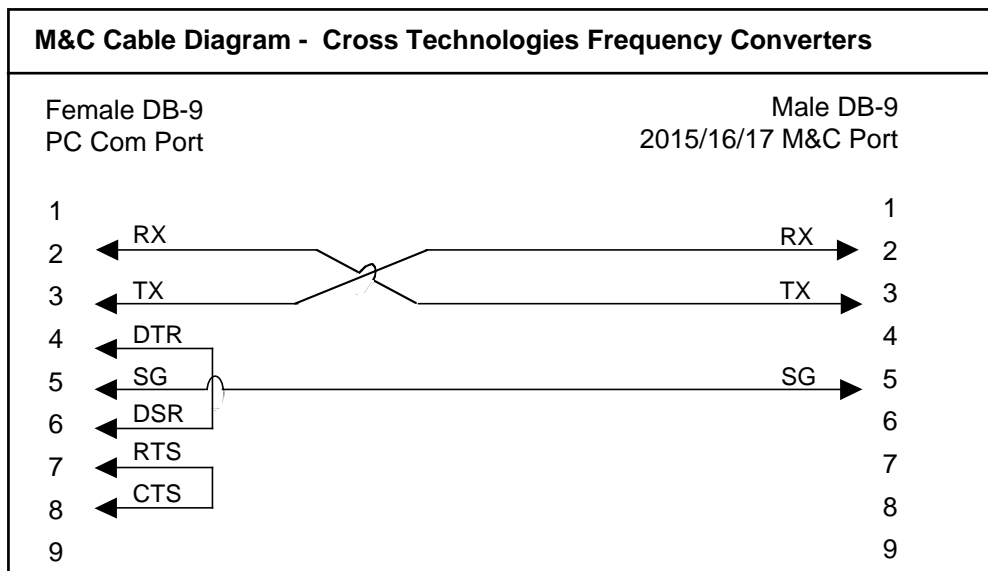 M&C Cable Diagram - Cross Technologies Frequency Converters
Female DB-9
PC Com Port
Male DB-9
2015/16/17 M&C Port
1 1
2 RX RX 2
3 TX TX 3
4 DTR 4
5 SG SG 5
6 DSR 6
7 RTS 7
8 CTS 8
9 9